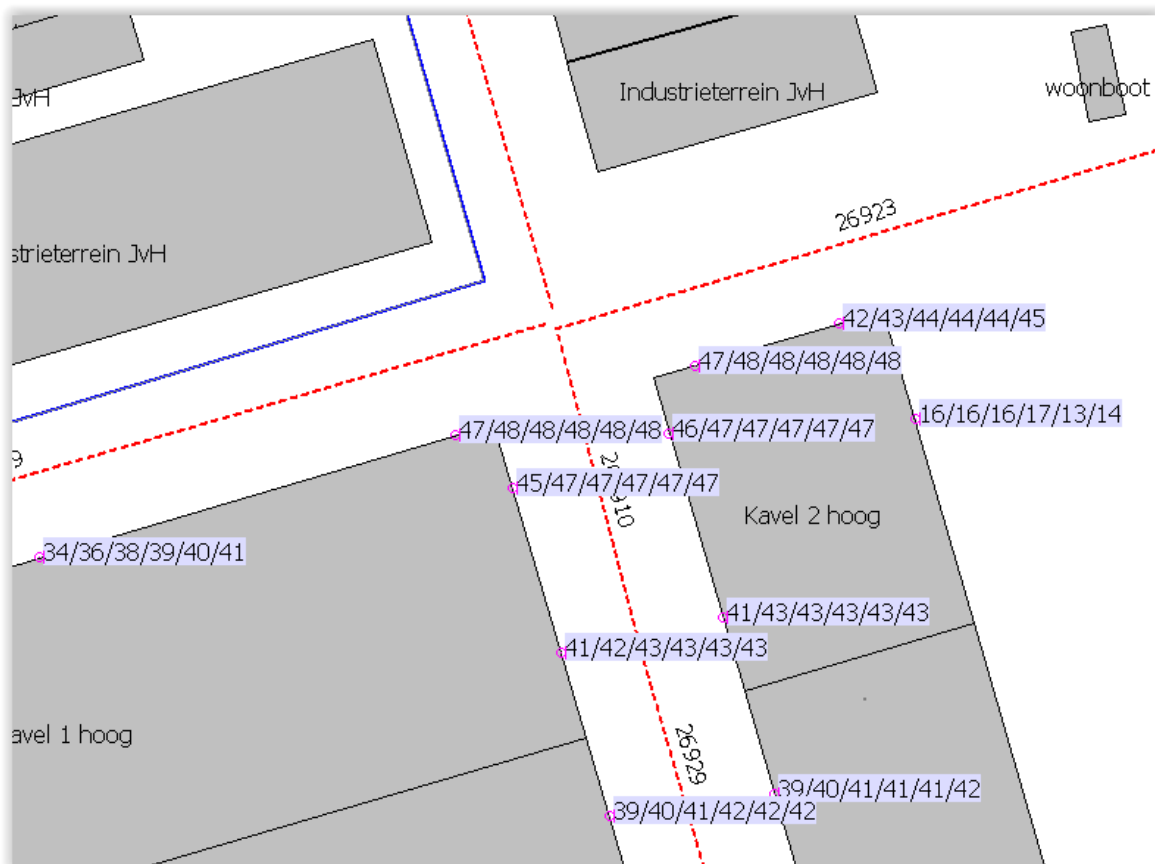 JvH
Industrieterrein JvH
woonboot
26923
strieterrein JvH
42/43/44/44/44/45
47/48/48/48/48/48
16/16/16/17/13/14
47/48/48/48/48/48
46/47/47/47/47/47
9
45/47/47/47/47/47
Kavel 2 hoog
34/36/38/39/40/41
41/43/43/43/43/43
41/42/43/43/43/43
avel 1 hoog
26929
39/40/41/41/41/42
39/40/41/42/42/42